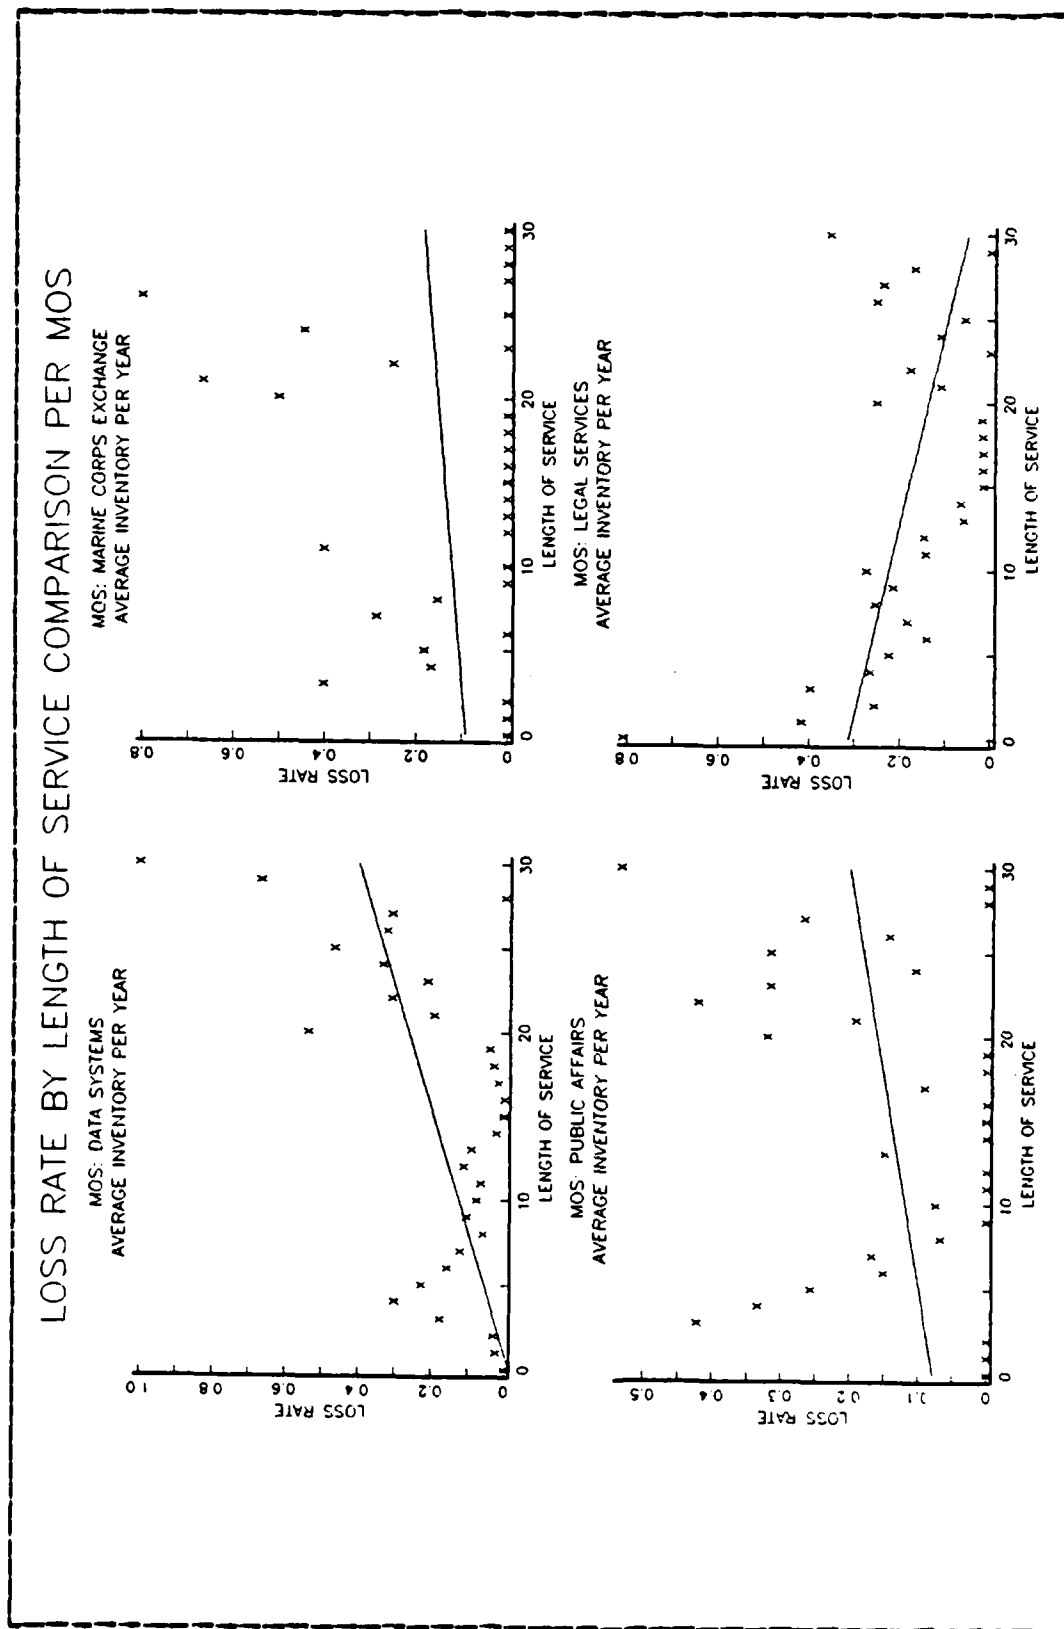 LOSS RATE BY LENGTH OF SERVICE COMPARISON PER MOS
MOS: DATA SYSTEMS
AVERAGE INVENTORY PER YEAR
LOSS RATE
1.0
0.8
0.6
0.4
0.2
0
0 10 20 30
LENGTH OF SERVICE
MOS: MARINE CORPS EXCHANGE
AVERAGE INVENTORY PER YEAR
LOSS RATE
0.8
0.6
0.4
0.2
0
0 10 20 30
LENGTH OF SERVICE
MOS: PUBLIC AFFAIRS
AVERAGE INVENTORY PER YEAR
LOSS RATE
0.5
0.4
0.3
0.2
0.1
0
0 10 20 30
LENGTH OF SERVICE
MOS: LEGAL SERVICES
AVERAGE INVENTORY PER YEAR
LOSS RATE
0.8
0.6
0.4
0.2
0
0 10 20 30
LENGTH OF SERVICE